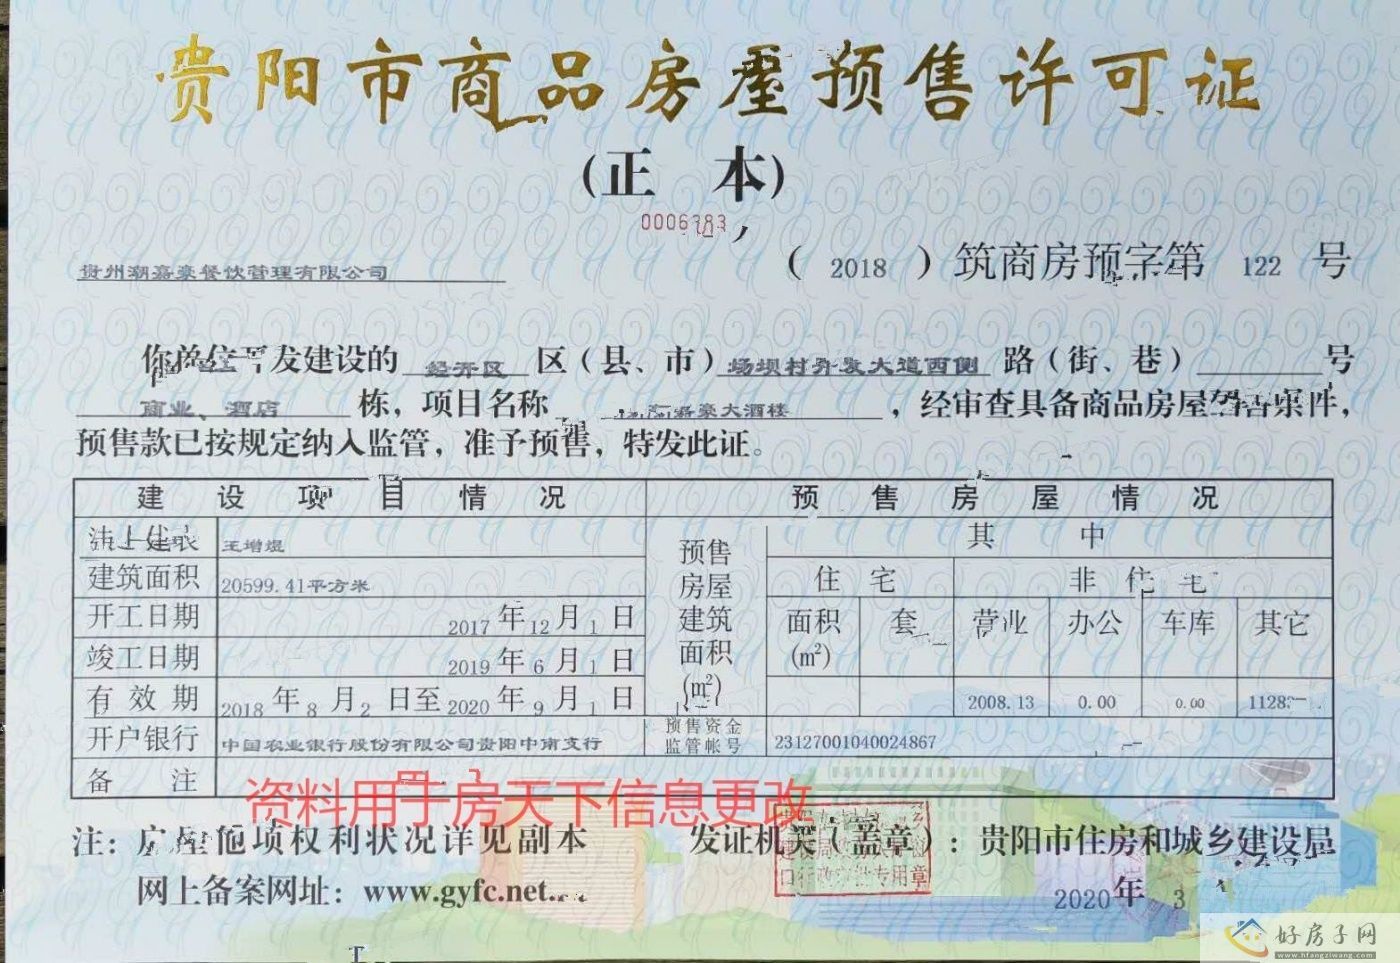 贵阳市商品房屋预售许可证
(正 本)
0006383
贵州潮嘉豪餐饮管理有限公司
( 2018 ) 筑商房预字第 122 号
你单位开发建设的 经开区 区(县、市) 场坝村开发大道西侧 路(街、巷) 号
商业、酒店 栋,项目名称 嘉豪大酒楼 ,经审查具备商品房屋预售条件,
预售款已按规定纳入监管,准予预售,特发此证。
建设项目情况 预售房屋情况
法定代表 王增煜
建筑面积 20599.41平方米
开工日期 2017 年 12 月 1 日
竣工日期 2019 年 6 月 1 日
有效期 2018 年 8 月 2 日至 2020 年 9 月 1 日
开户银行 中国农业银行股份有限公司贵阳中南支行
备 注
预售房屋建筑面积(m²)
其 中
住 宅 非 住 宅
面积(m²) 套 营业 办公 车库 其它
2008.13 0.00 0.00 1128
预售资金监管帐号 23127001040024867
资料用于房天下信息更改
注:房屋他项权利状况详见副本
发证机关(盖章):贵阳市住房和城乡建设局
网上备案网址:www.gyfc.net.
2020年 3
专用章
好房子网
www.hfangziwang.com